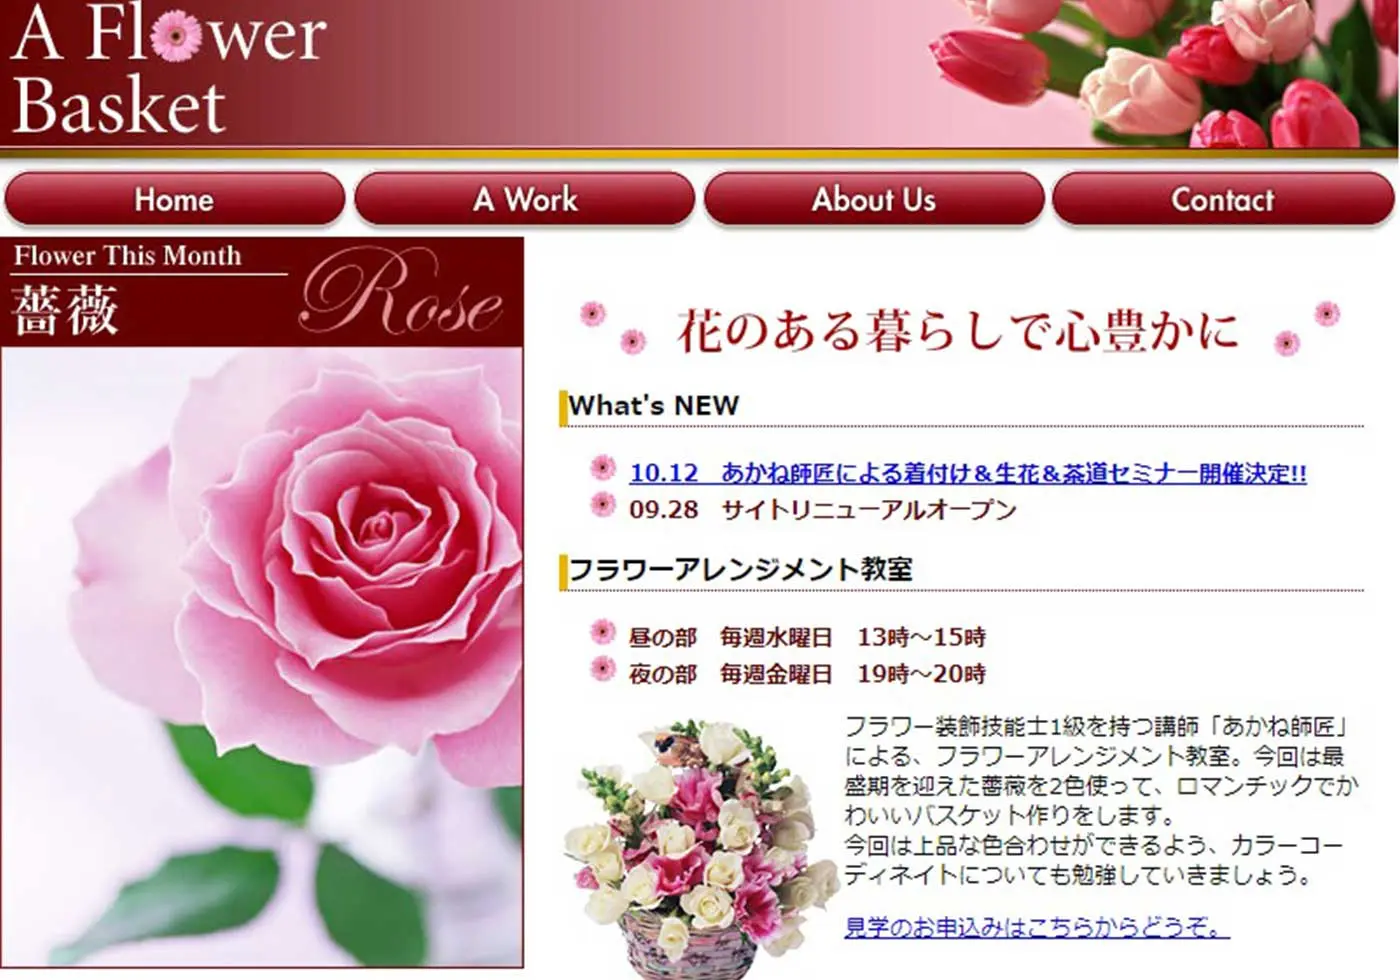 A Flower
Basket
Home
A Work
About Us
Contact
Flower This Month
薔薇
Rose
花のある暮らしで心豊かに
What's NEW
10.12　あかね師匠による着付け＆生花＆茶道セミナー開催決定!!
09.28　サイトリニューアルオープン
フラワーアレンジメント教室
昼の部　毎週水曜日　13時～15時
夜の部　毎週金曜日　19時～20時
フラワー装飾技能士1級を持つ講師「あかね師匠」
による、フラワーアレンジメント教室。今回は最
盛期を迎えた薔薇を2色使って、ロマンチックでか
わいいバスケット作りをします。
今回は上品な色合わせができるよう、カラーコー
ディネイトについても勉強していきましょう。
見学のお申込みはこちらからどうぞ。